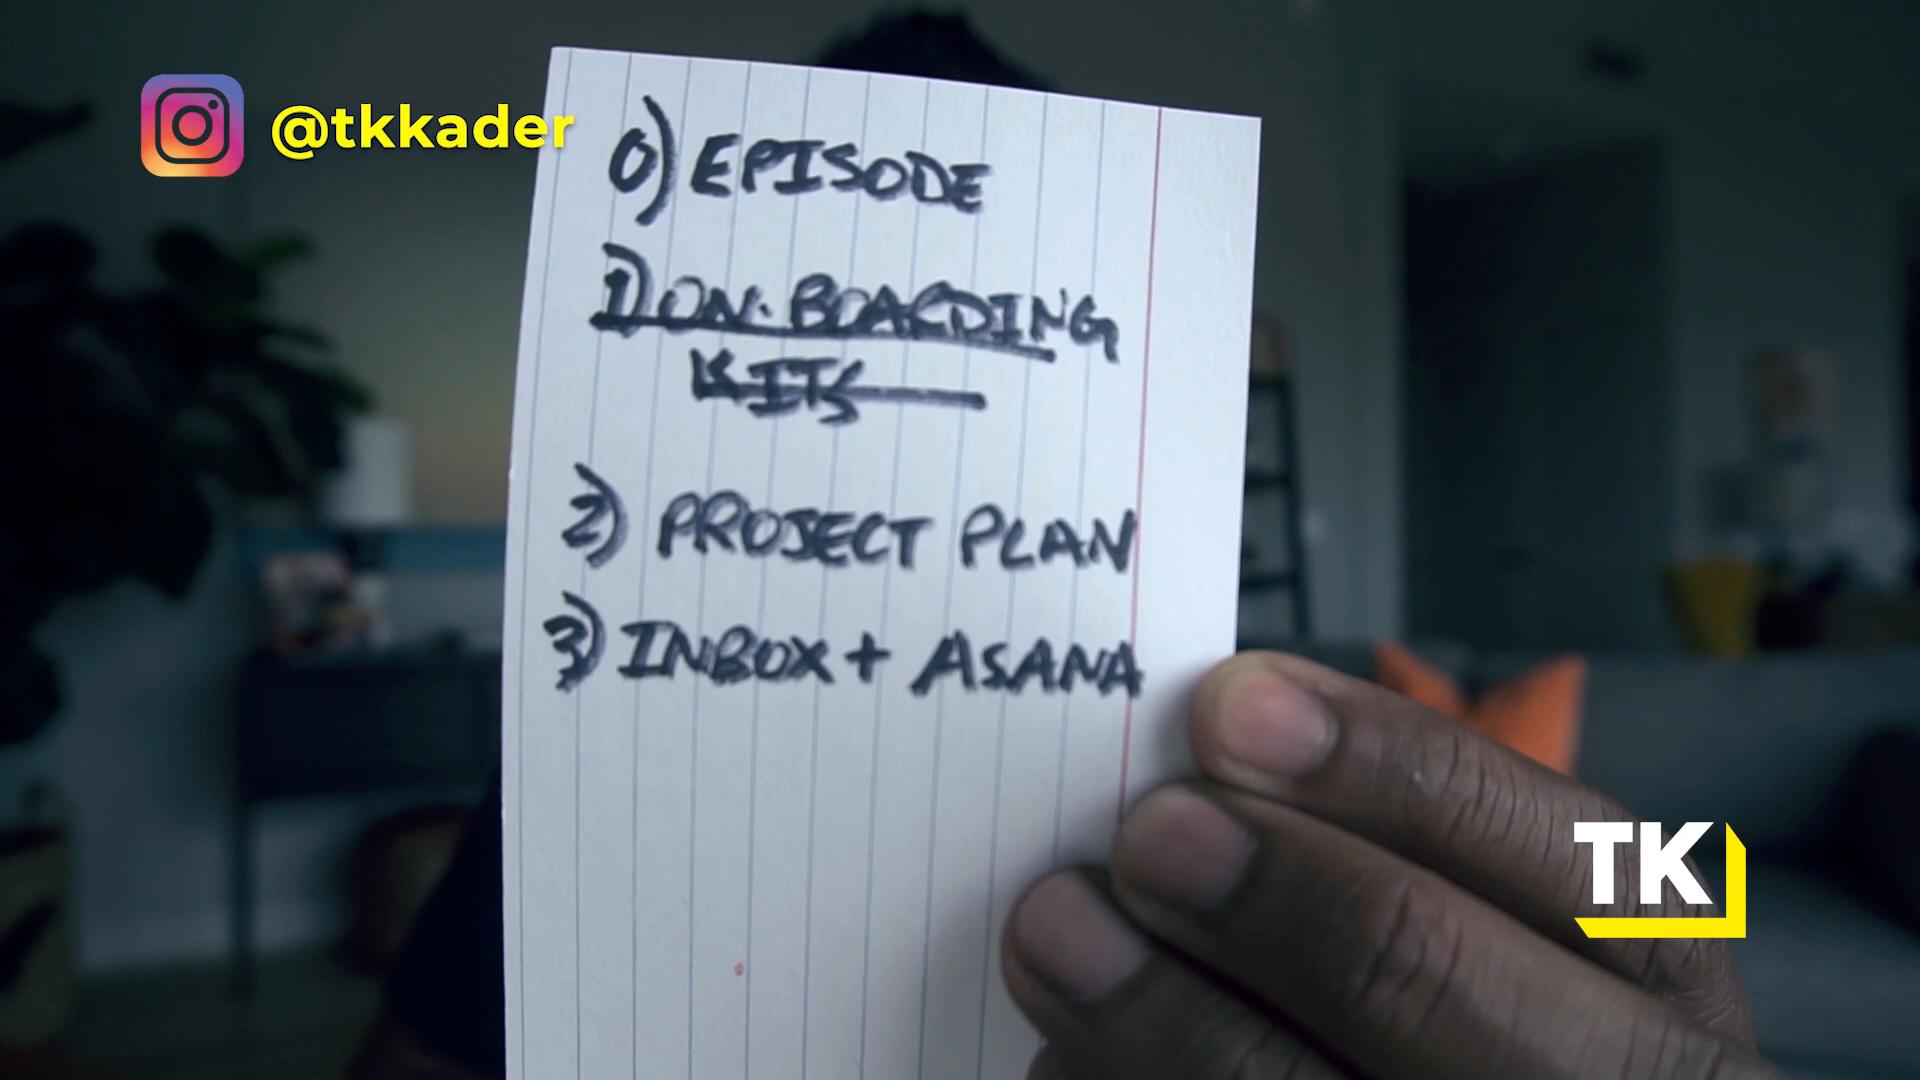 @tkkader
0) EPISODE
1) ON-BOARDING
KITS
2) PROJECT PLAN
3) INBOX + ASANA
TK